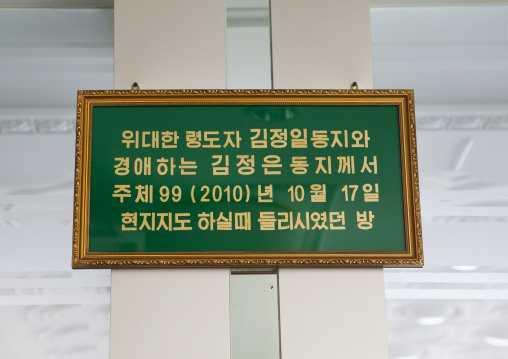 위대한 령도자 김정일동지와
경애하는 김정은동지께서
주체99 (2010)년 10월 17일
현지지도 하실때 들리시였던 방